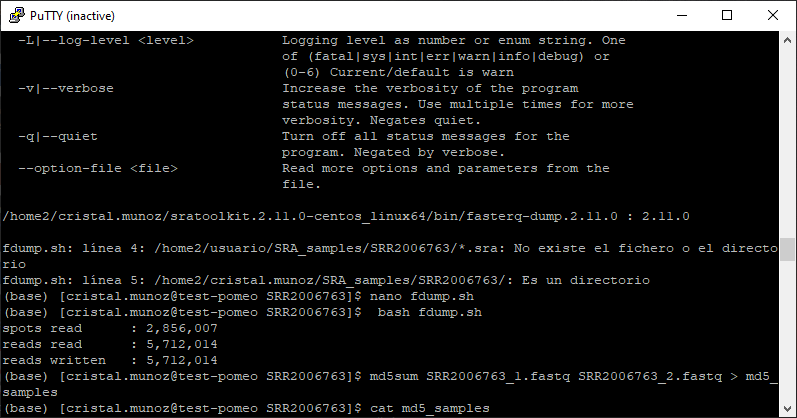 PuTTY (inactive)
-L|--log-level <level> Logging level as number or enum string. One
of (fatal|sys|int|err|warn|info|debug) or
(0-6) Current/default is warn
-v|--verbose Increase the verbosity of the program
status messages. Use multiple times for more
verbosity. Negates quiet.
-q|--quiet Turn off all status messages for the
program. Negated by verbose.
--option-file <file> Read more options and parameters from the
file.
/home2/cristal.munoz/sratoolkit.2.11.0-centos_linux64/bin/fasterq-dump.2.11.0 : 2.11.0
fdump.sh: línea 4: /home2/usuario/SRA_samples/SRR2006763/*.sra: No existe el fichero o el directo
rio
fdump.sh: línea 5: /home2/cristal.munoz/SRA_samples/SRR2006763/: Es un directorio
(base) [cristal.munoz@test-pomeo SRR2006763]$ nano fdump.sh
(base) [cristal.munoz@test-pomeo SRR2006763]$  bash fdump.sh
spots read      : 2,856,007
reads read      : 5,712,014
reads written   : 5,712,014
(base) [cristal.munoz@test-pomeo SRR2006763]$ md5sum SRR2006763_1.fastq SRR2006763_2.fastq > md5_
samples
(base) [cristal.munoz@test-pomeo SRR2006763]$ cat md5_samples